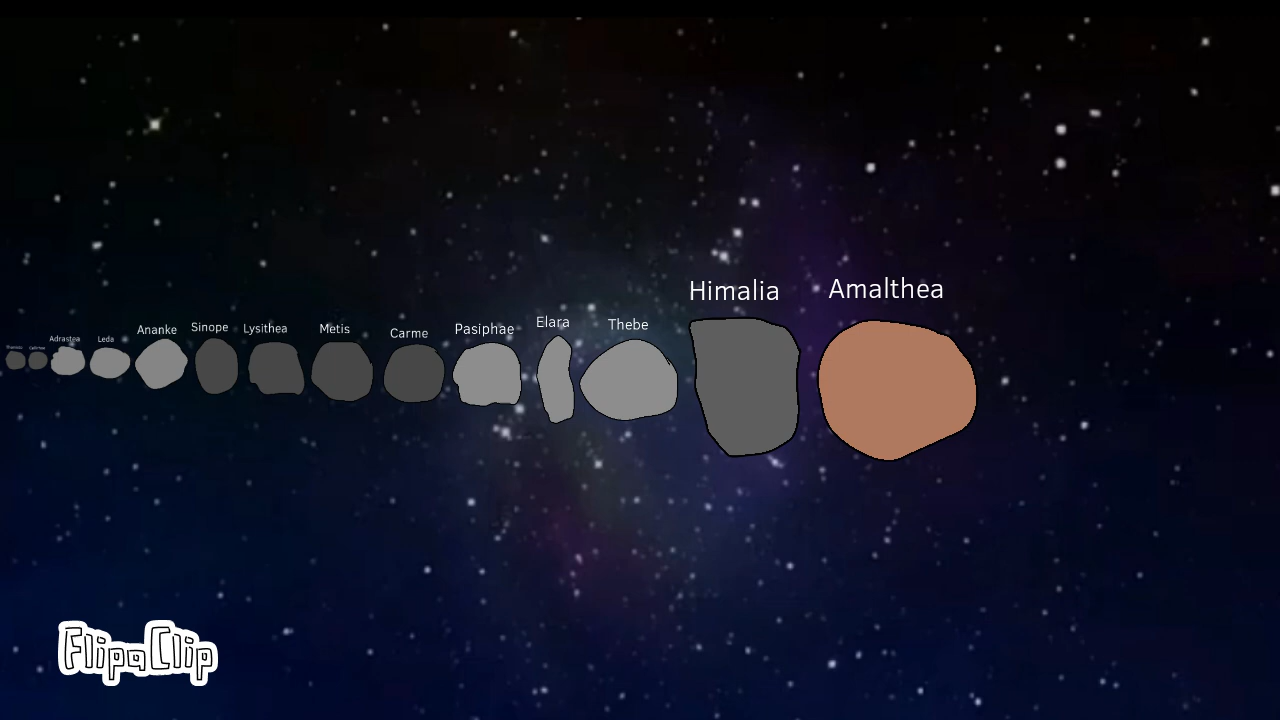 Himalia
Amalthea
Elara
Thebe
Pasiphae
Carme
Metis
Lysithea
Sinope
Ananke
Leda
Adrastea
FlipaClip